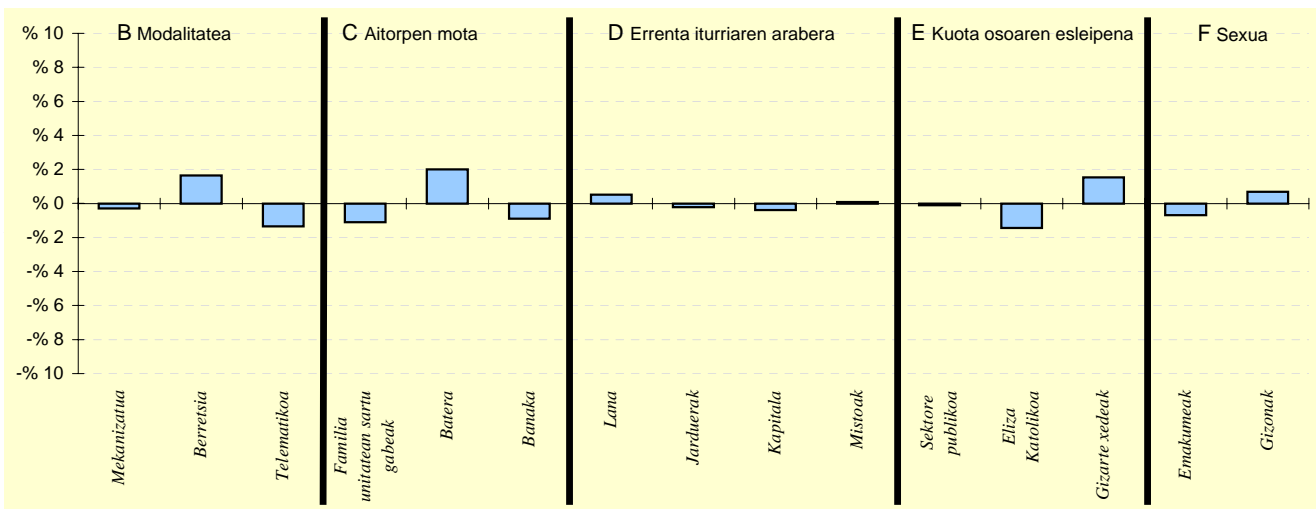 B Modalitatea
C Aitorpen mota
D Errenta iturriaren arabera
E Kuota osoaren esleipena
F Sexua
% 10
% 8
% 6
% 4
% 2
% 0
-% 2
-% 4
-% 6
-% 8
-% 10
Mekanizatua
Berretsia
Telematikoa
Familia
unitatean sartu
gabeak
Batera
Banaka
Lana
Jarduerak
Kapitala
Mistoak
Sektore
publikoa
Eliza
Katolikoa
Gizarte xedeak
Emakumeak
Gizonak